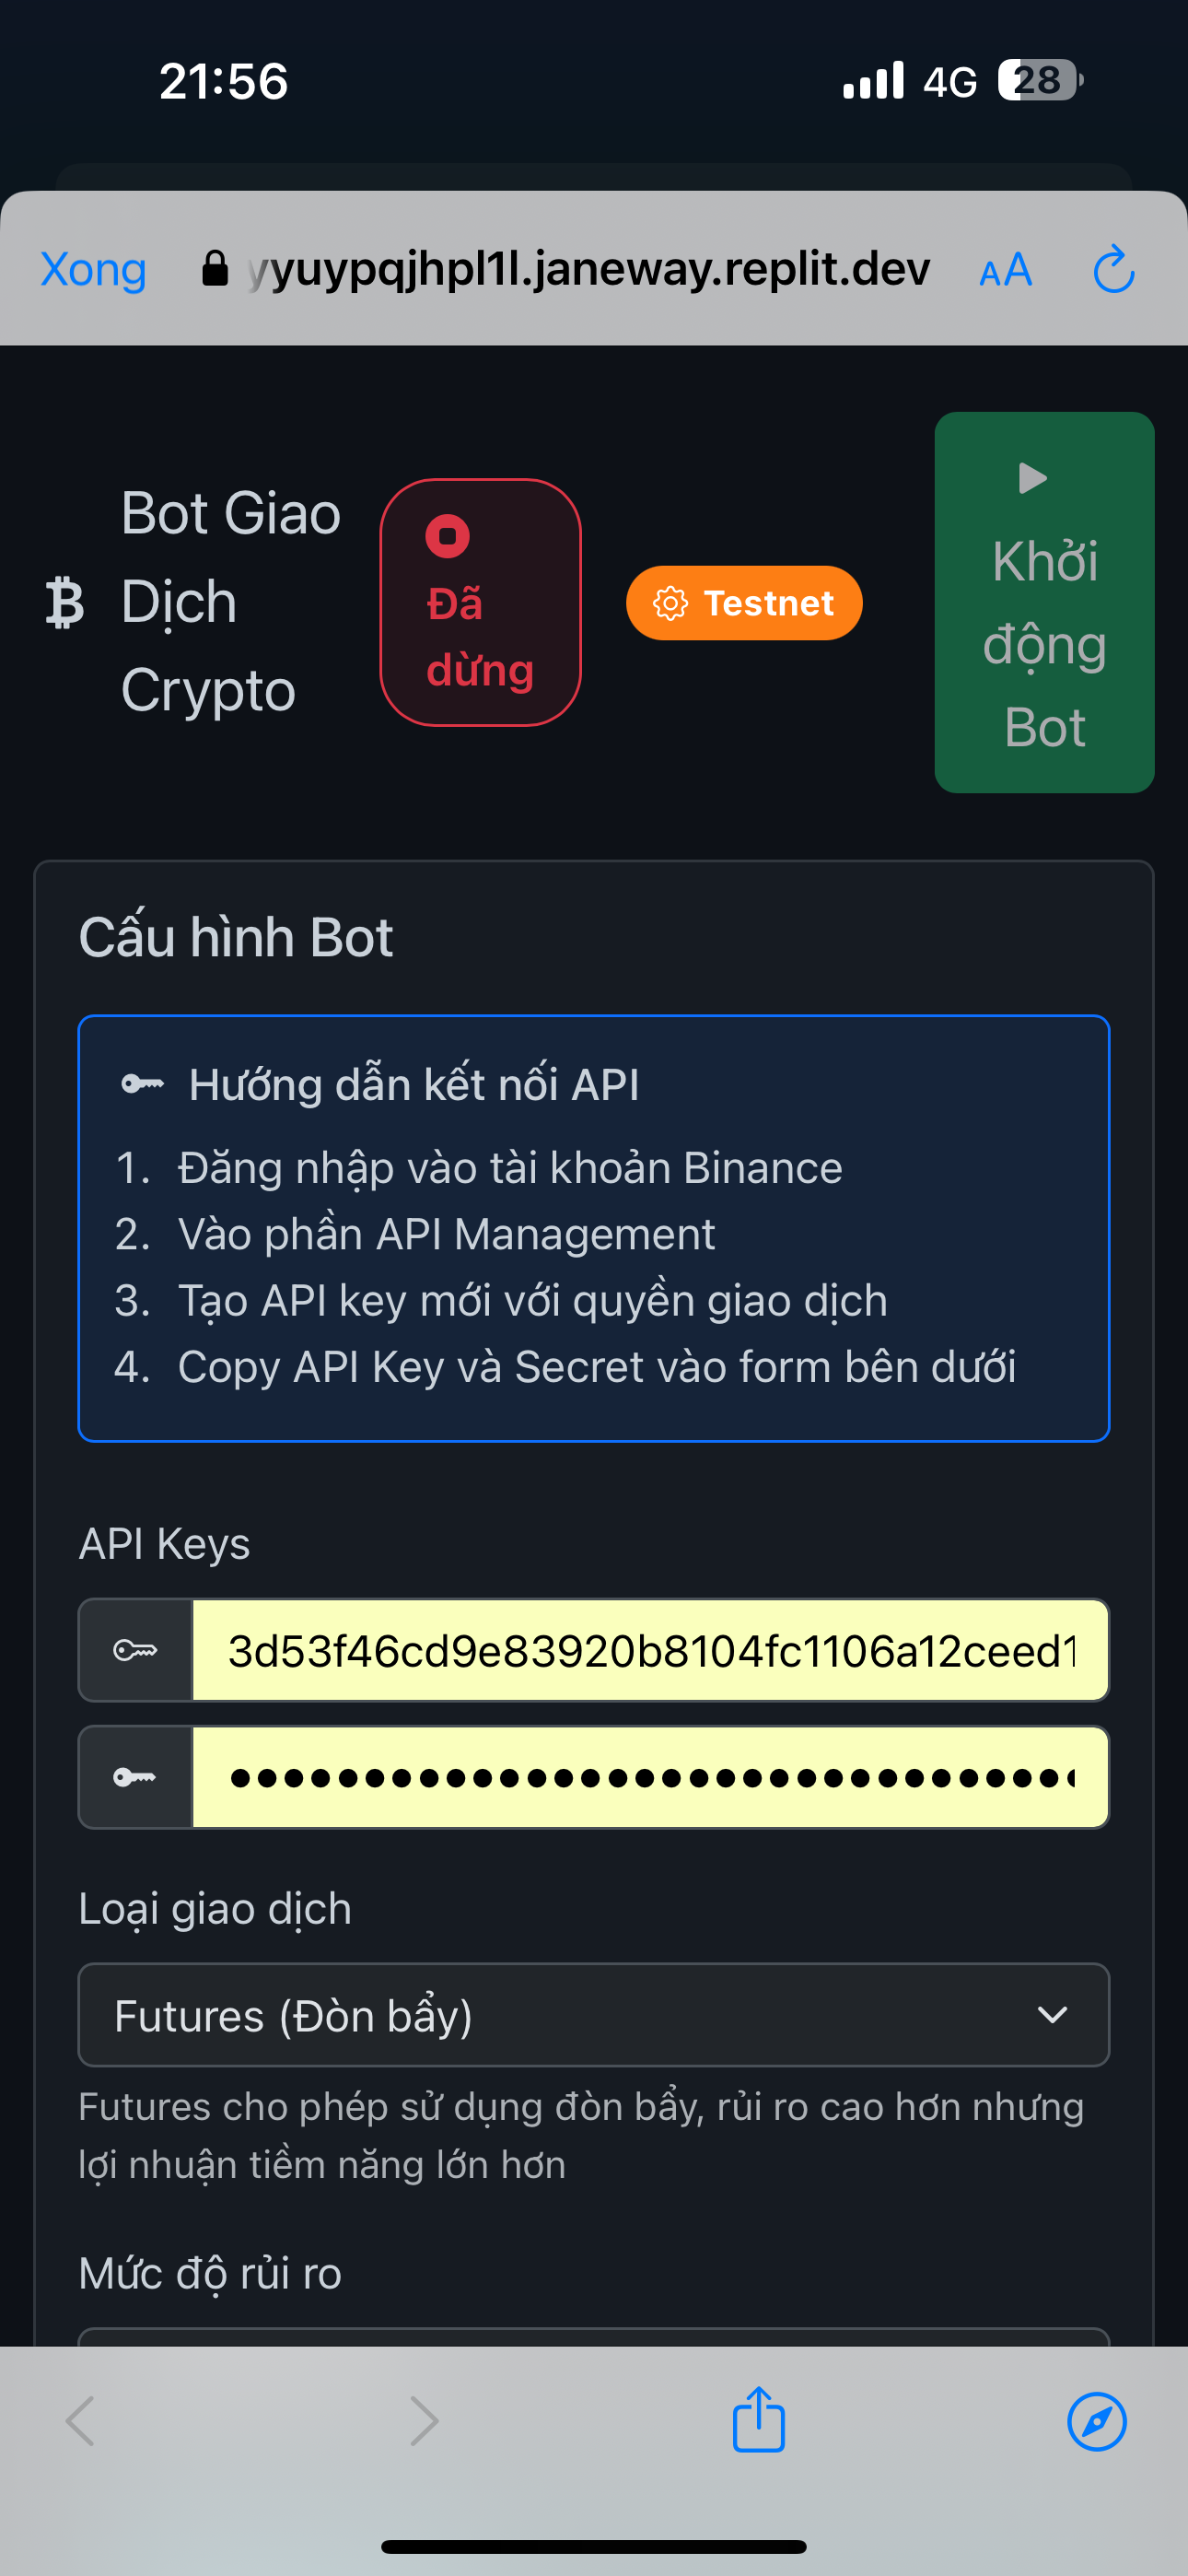 21:56
4G 28
Xong
yyuypqjhpl1l.janeway.replit.dev
AA
Bot Giao
Dịch
Crypto
Đã
dừng
Testnet
Khởi
động
Bot
Cấu hình Bot
Hướng dẫn kết nối API
1. Đăng nhập vào tài khoản Binance
2. Vào phần API Management
3. Tạo API key mới với quyền giao dịch
4. Copy API Key và Secret vào form bên dưới
API Keys
3d53f46cd9e83920b8104fc1106a12ceed1
Loại giao dịch
Futures (Đòn bẩy)
Futures cho phép sử dụng đòn bẩy, rủi ro cao hơn nhưng
lợi nhuận tiềm năng lớn hơn
Mức độ rủi ro